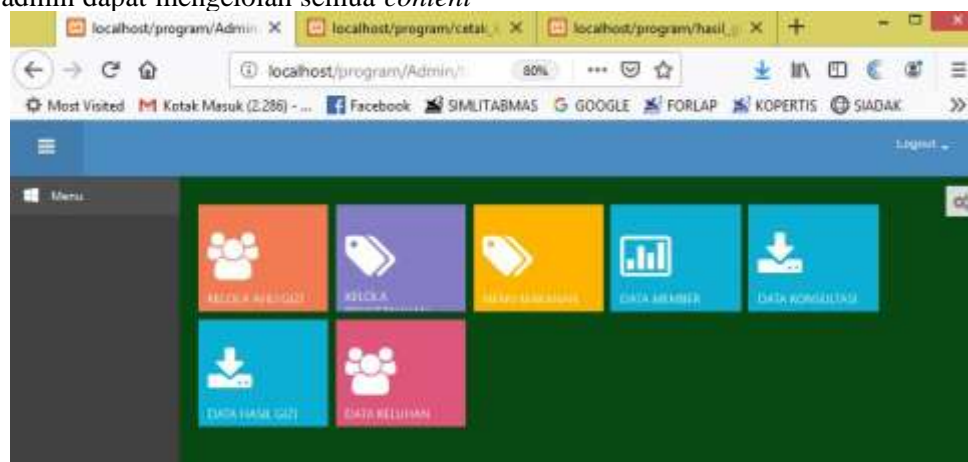 admin dapat mengelolah semua content
localhost/program/Admin X localhost/program/cetak_ X localhost/program/hasil_ X +
localhost/program/Admin/ 80%
Most Visited Kotak Masuk (2.286) - ... Facebook SIMLITABMAS GOOGLE FORLAP KOPERTIS SIADAK
Logout
Menu
KELOLA AHLI GIZI KELOLA MENU MAKANAN DATA MEMBER DATA KONSULTASI
DATA HASIL GIZI DATA KELUHAN